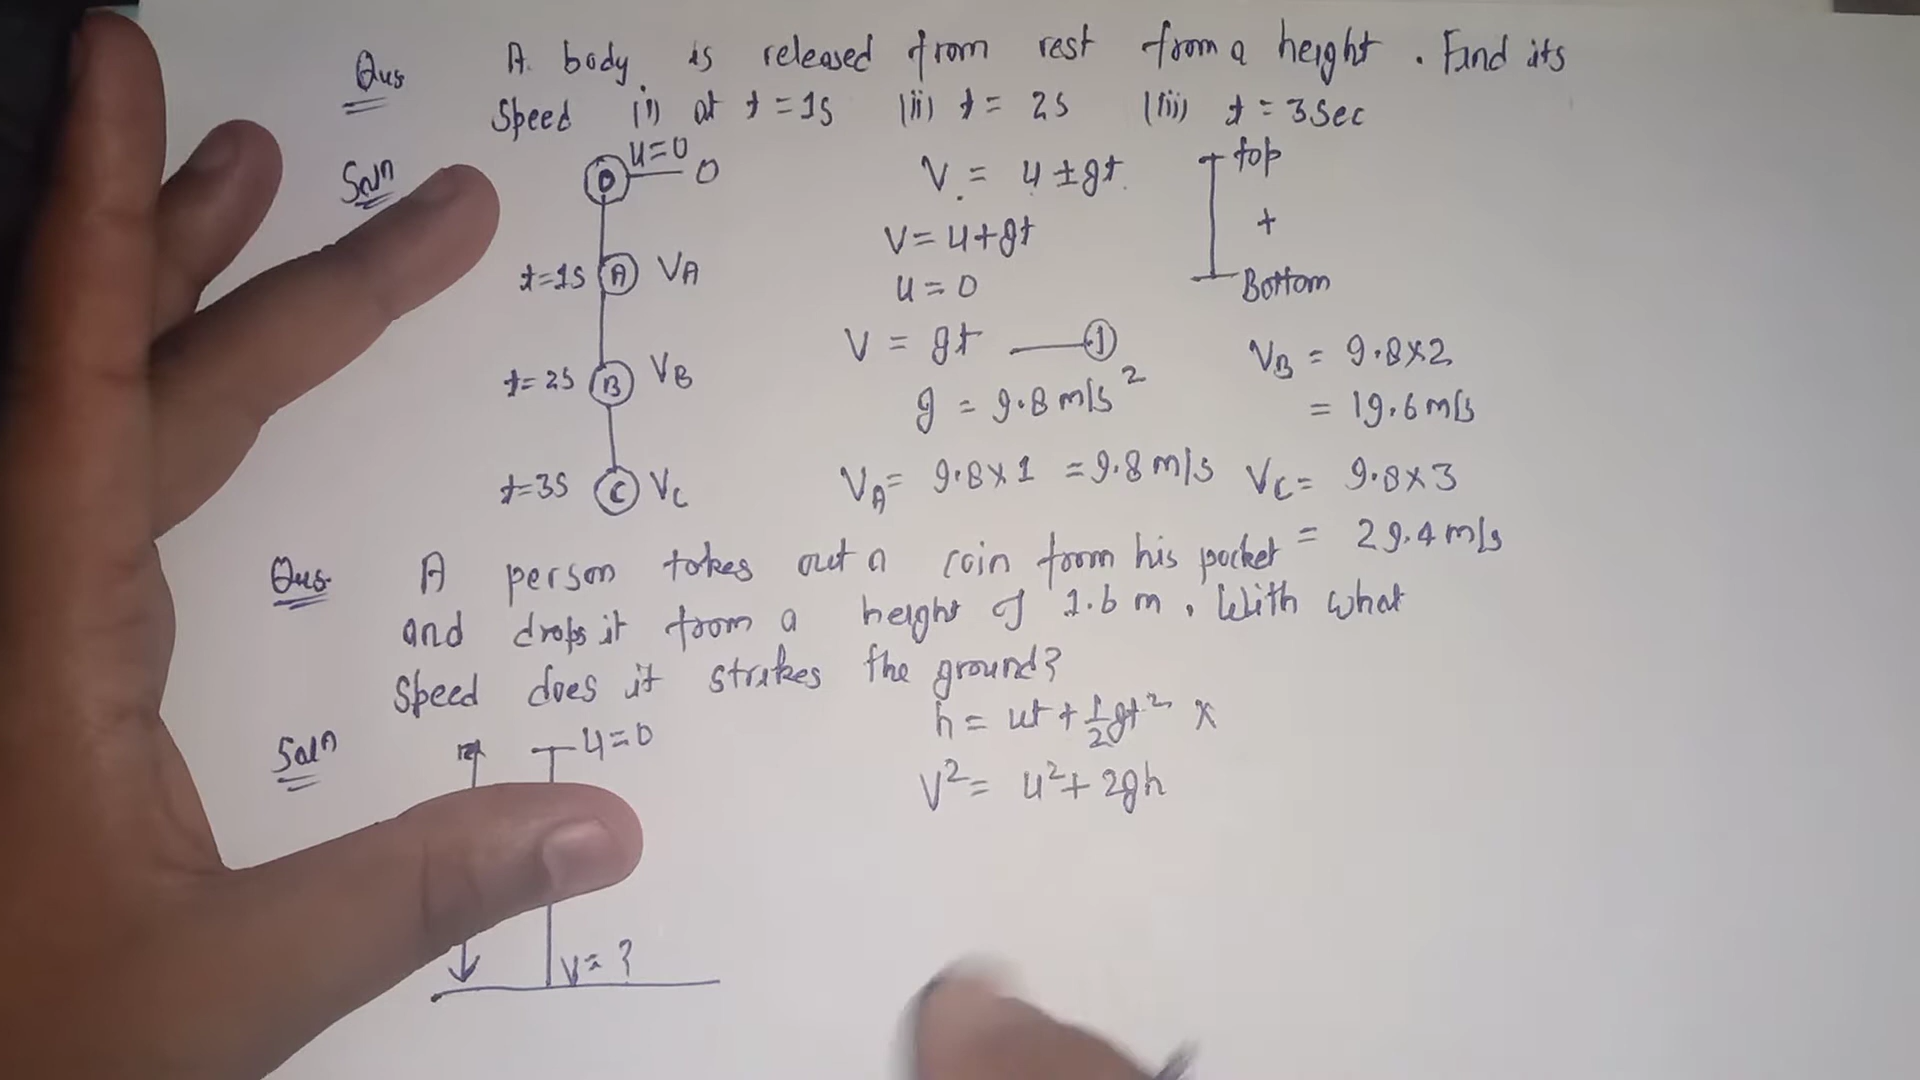 Qus A body is released from rest from a height. Find its
Speed (i) at t=1s (ii) t= 2s (iii) t = 3sec
Soln
u=0
O
0
t=1s A VA
t=2s B VB
t=3s C VC
V = u ± gt
V = u+gt
u = 0
V = gt ——①
g = 9.8 m/s²
VA= 9.8×1 = 9.8 m/s
top
+
Bottom
VB = 9.8×2
= 19.6 m/s
VC= 9.8×3
= 29.4 m/s
Qus. A person takes out a coin from his pocket
and drops it from a height of 1.6 m. With what
Speed does it strikes the ground?
Soln
u=0
V= ?
h = ut + 1/2 gt² ×
V² = u² + 2gh